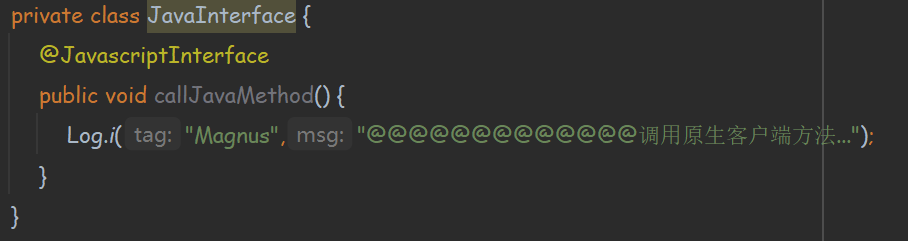 private class JavaInterface {
@JavascriptInterface
public void callJavaMethod() {
Log.i( tag: "Magnus", msg: "@@@@@@@@@@@@@调用原生客户端方法...");
}
}